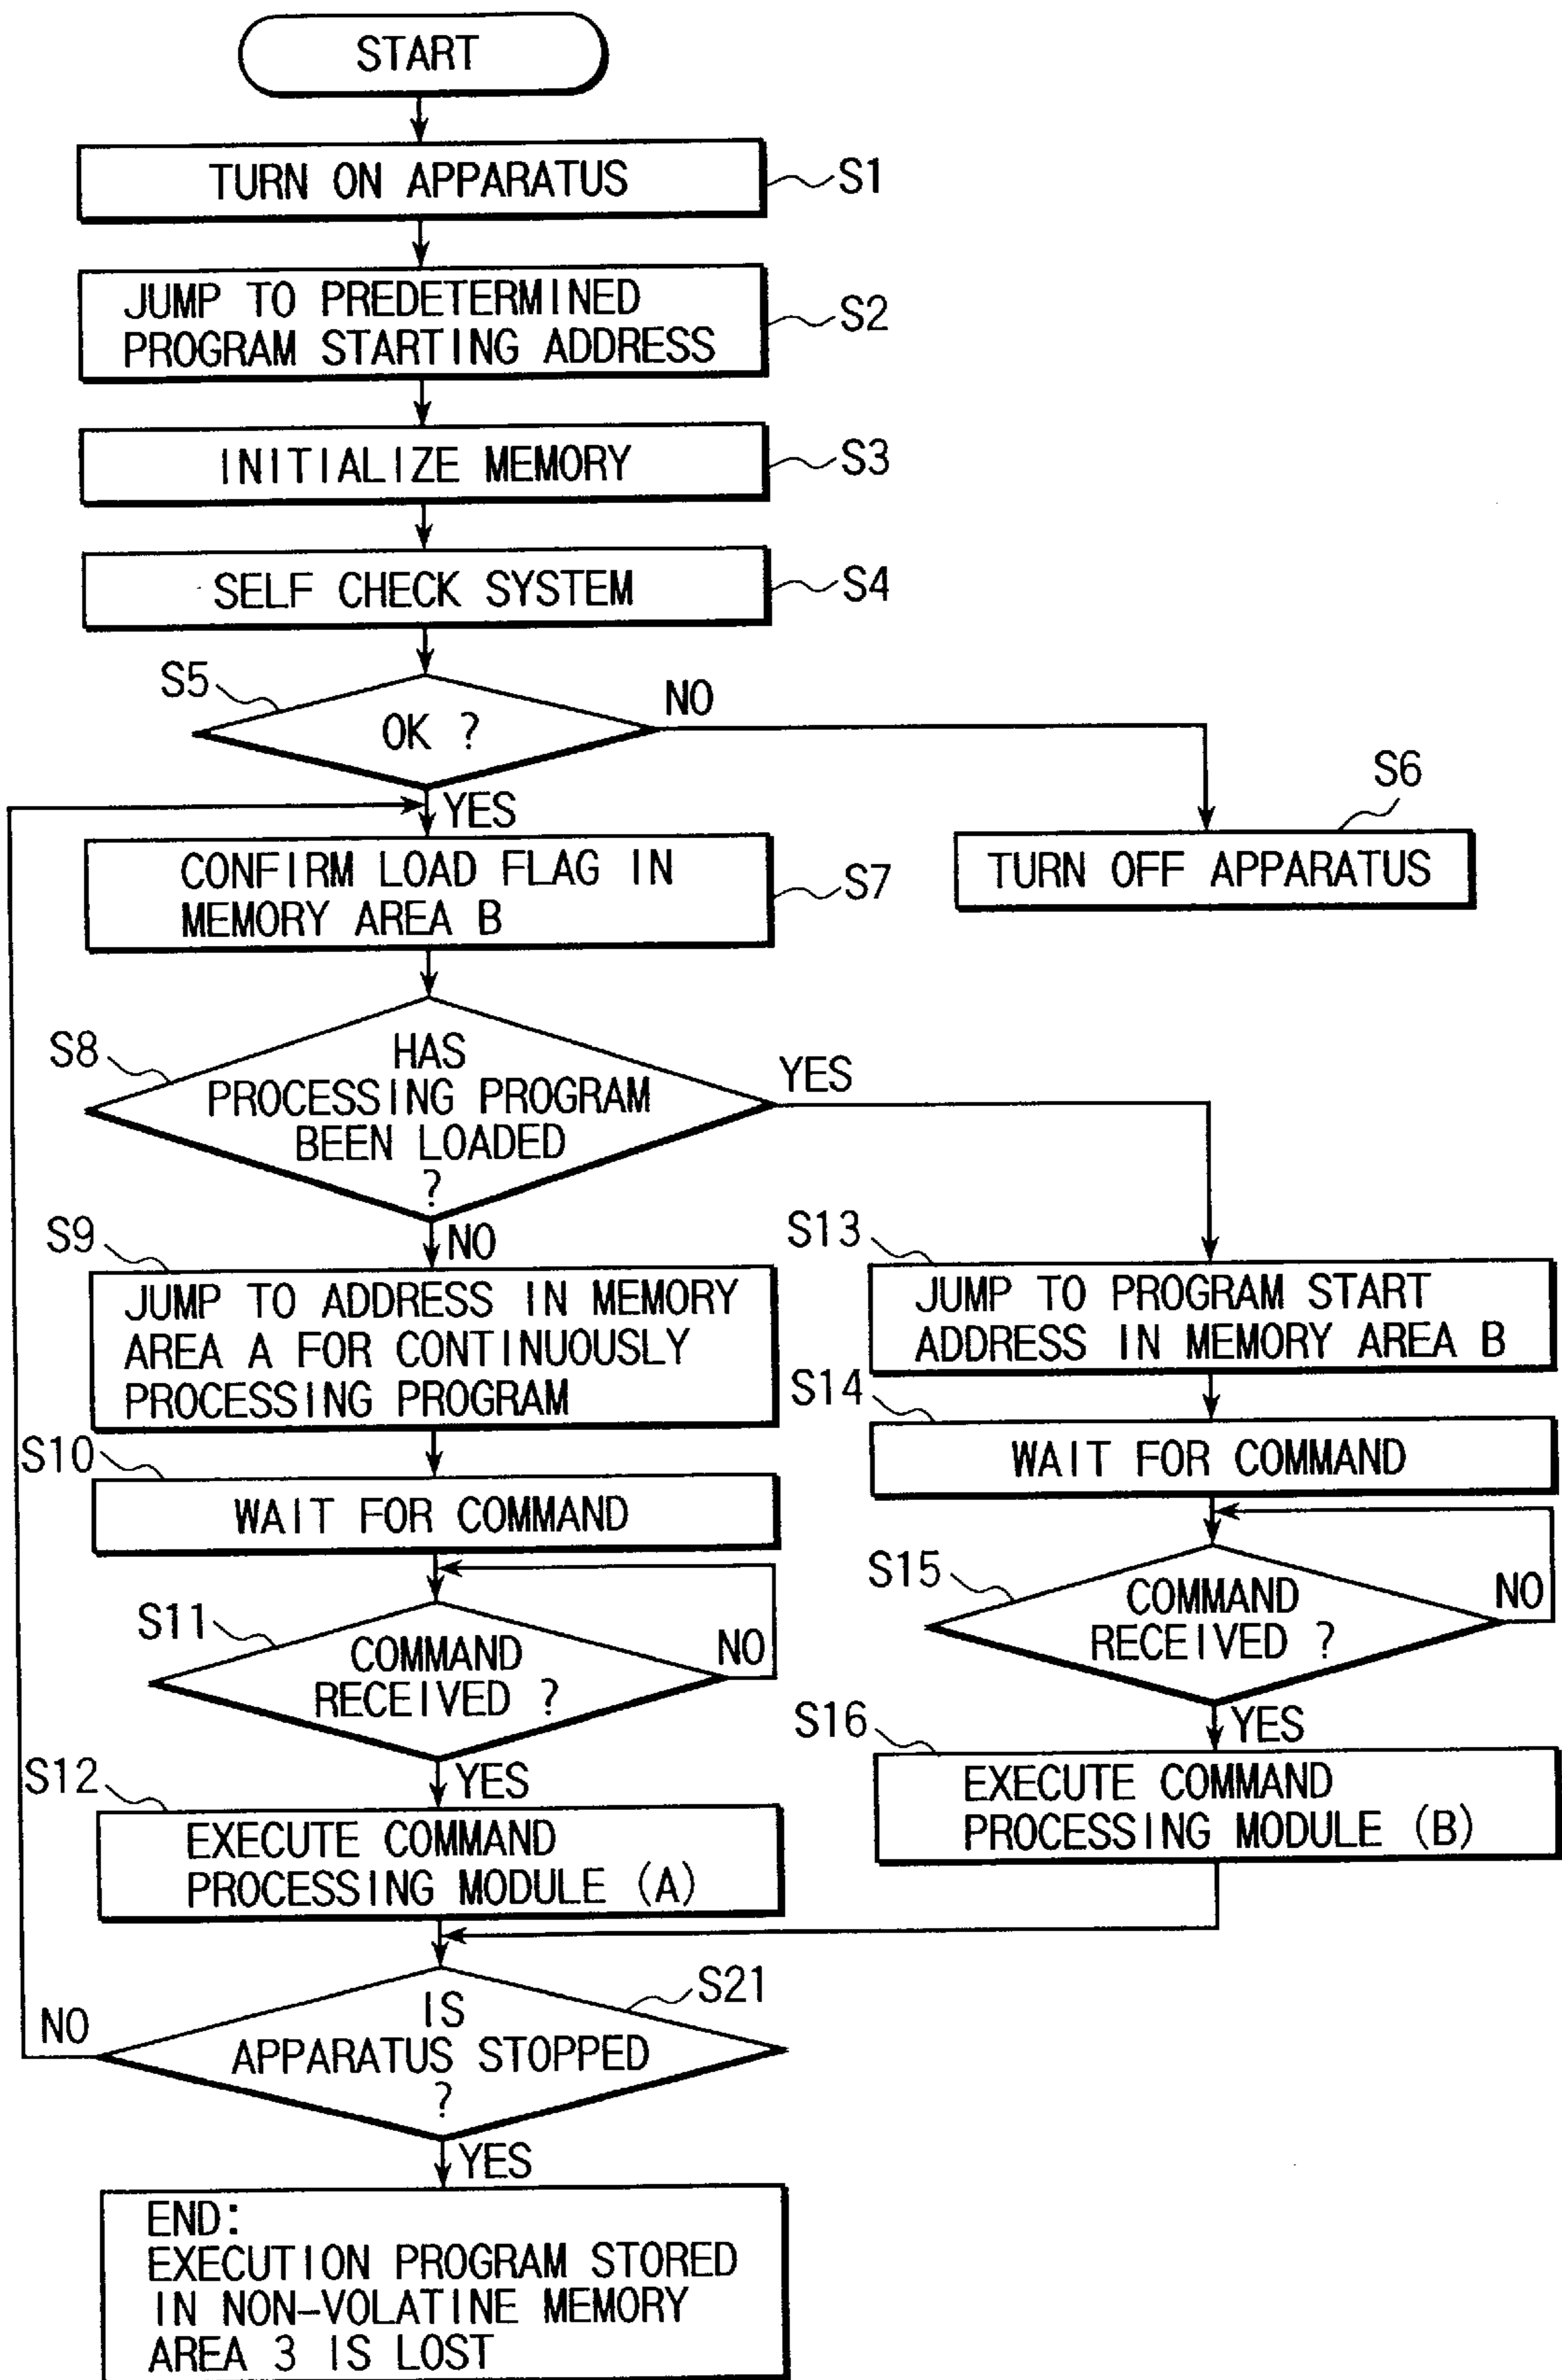 START
TURN ON APPARATUS
S1
JUMP TO PREDETERMINED
PROGRAM STARTING ADDRESS
S2
INITIALIZE MEMORY
S3
SELF CHECK SYSTEM
S4
S5
OK ?
NO
YES
S6
TURN OFF APPARATUS
CONFIRM LOAD FLAG IN
MEMORY AREA B
S7
S8
HAS
PROCESSING PROGRAM
BEEN LOADED
?
YES
NO
S9
JUMP TO ADDRESS IN MEMORY
AREA A FOR CONTINUOUSLY
PROCESSING PROGRAM
S13
JUMP TO PROGRAM START
ADDRESS IN MEMORY AREA B
S10
WAIT FOR COMMAND
S14
WAIT FOR COMMAND
S11
COMMAND
RECEIVED ?
NO
YES
S15
COMMAND
RECEIVED ?
NO
YES
S12
EXECUTE COMMAND
PROCESSING MODULE (A)
S16
EXECUTE COMMAND
PROCESSING MODULE (B)
S21
IS
APPARATUS STOPPED
?
NO
YES
END:
EXECUTION PROGRAM STORED
IN NON-VOLATINE MEMORY
AREA 3 IS LOST